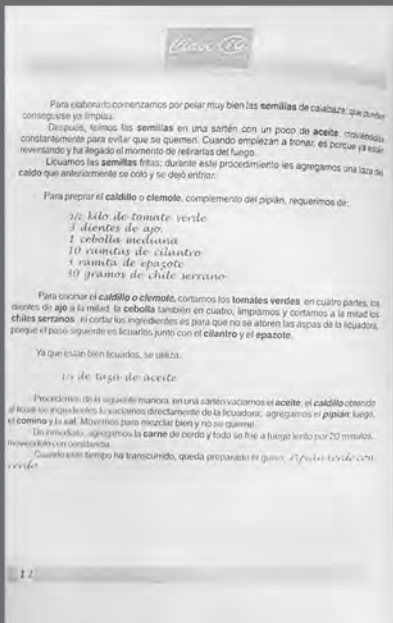 Clave
Para elaborarlo comenzamos por pelar muy bien las semillas de calabaza, que pueden
conseguirse ya limpias.
Después, freímos las semillas en una sartén con un poco de aceite, moviéndolas
constantemente para evitar que se quemen. Cuando empiezan a tronar, es porque ya están
reventando y ha llegado el momento de retirarlas del fuego.
Licuamos las semillas fritas; durante este procedimiento les agregamos una taza del
caldo que anteriormente se coló y se dejó enfriar.
Para preprar el caldillo o clemole, complemento del pipián, requerimos de:
1/2 kilo de tomate verde
3 dientes de ajo.
1 cebolla mediana
10 ramitas de cilantro
1 ramita de epazote
30 gramos de chile serrano
Para cocinar el caldillo o clemole, cortamos los tomates verdes en cuatro partes, los
dientes de ajo a la mitad, la cebolla también en cuatro, limpiamos y cortamos a la mitad los
chiles serranos, el cortar los ingredientes es para que no se atoren las aspas de la licuadora,
porque el paso siguiente es licuarlos junto con el cilantro y el epazote.
Ya que están bien licuados, se utiliza:
de taza de aceite
Procedemos de la siguiente manera: en una sartén vaciamos el aceite, el caldillo obtenido
al licuar los ingredientes lo vaciamos directamente de la licuadora; agregamos el pipián, luego,
el comino y la sal. Movemos para mezclar bien y no se queme.
De inmediato, agregamos la carne de cerdo y todo se fríe a fuego lento por 20 minutos,
moviéndolo con constancia.
Cuando este tiempo ha transcurrido, queda preparado el guiso: Pipián verde con
cerdo.
12